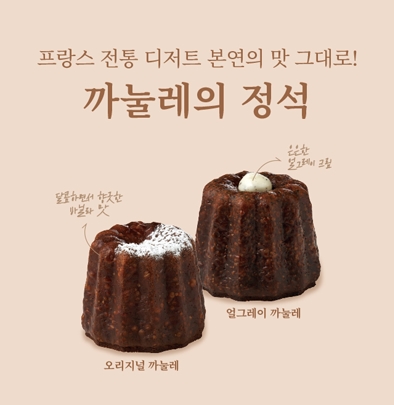 프랑스 전통 디저트 본연의 맛 그대로!
까눌레의 정석
은은한
얼그레이 크림
달콤하면서 향긋한
바닐라 맛
얼그레이 까눌레
오리지널 까눌레